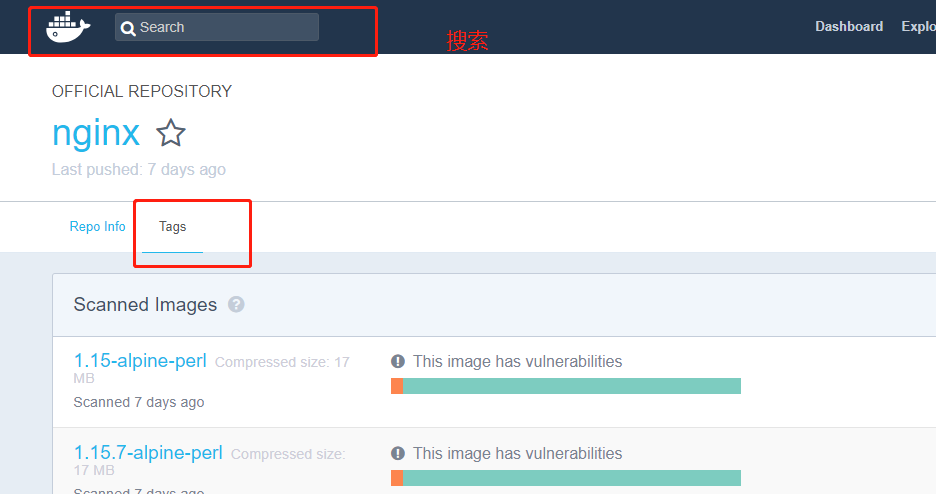 Search
搜索
Dashboard
Explo
OFFICIAL REPOSITORY
nginx
Last pushed: 7 days ago
Repo Info
Tags
Scanned Images ?
1.15-alpine-perl Compressed size: 17
MB
Scanned 7 days ago
This image has vulnerabilities
1.15.7-alpine-perl Compressed size:
17 MB
Scanned 7 days ago
This image has vulnerabilities